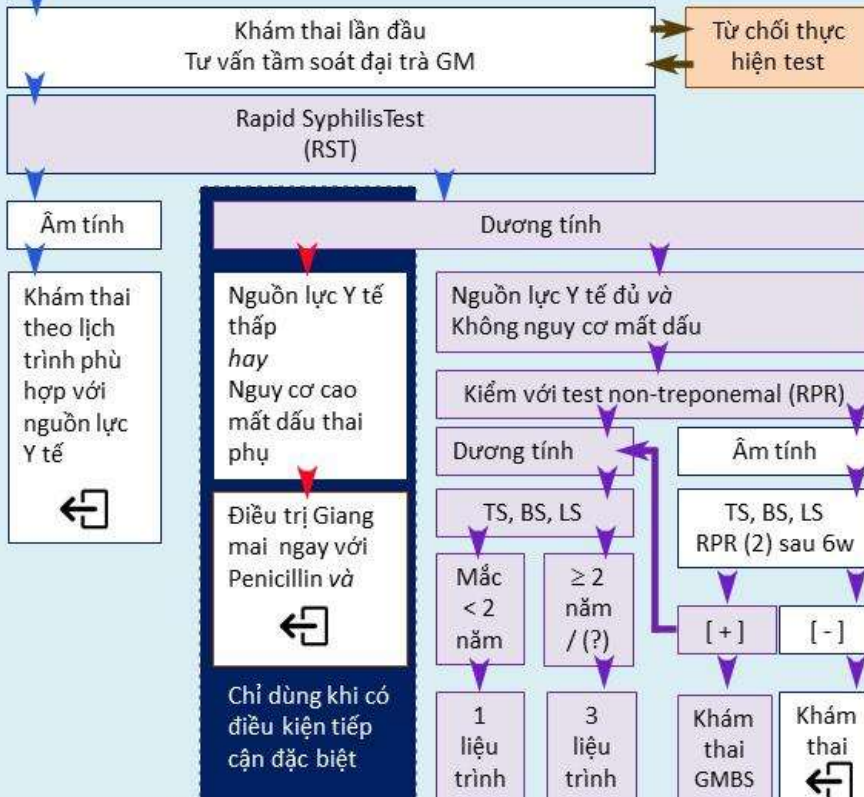 Khám thai lần đầu
Tư vấn tầm soát đại trà GM
Từ chối thực
hiện test
Rapid SyphilisTest
(RST)
Âm tính
Dương tính
Khám thai
theo lịch
trình phù
hợp với
nguồn lực
Y tế
Nguồn lực Y tế
thấp
hay
Nguy cơ cao
mất dấu thai
phụ
Điều trị Giang
mai ngay với
Penicillin và
Chỉ dùng khi có
điều kiện tiếp
cận đặc biệt
Nguồn lực Y tế đủ và
Không nguy cơ mất dấu
Kiểm với test non-treponemal (RPR)
Dương tính
TS, BS, LS
Mắc
< 2
năm
≥ 2
năm
/ (?)
1
liệu
trình
3
liệu
trình
Âm tính
TS, BS, LS
RPR (2) sau 6w
[ + ]
[ - ]
Khám
thai
GMBS
Khám
thai